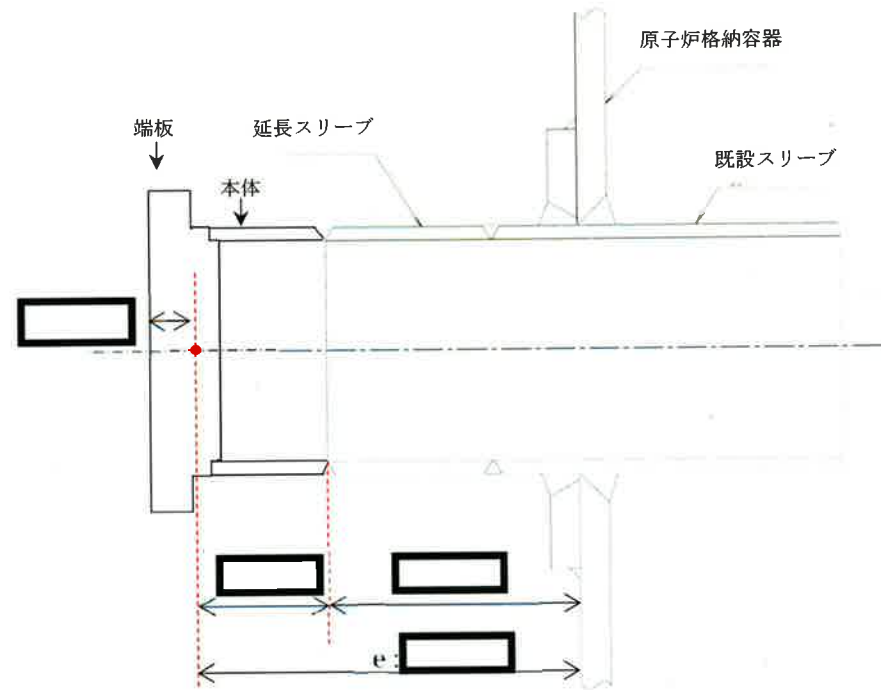 原子炉格納容器
端板
延長スリーブ
既設スリーブ
本体
e: